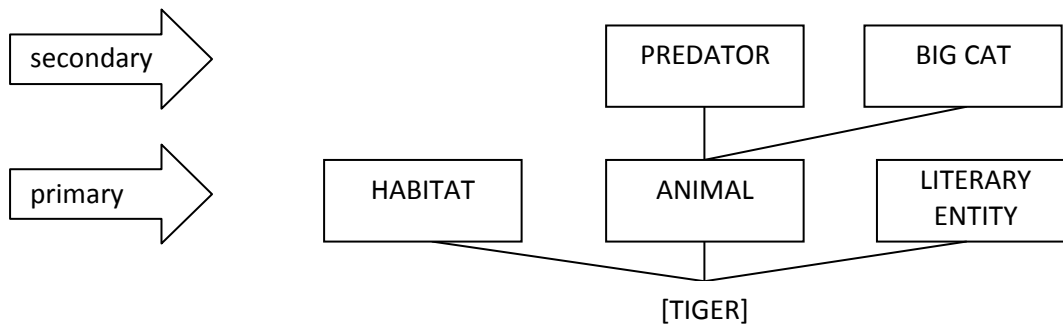 secondary
PREDATOR
BIG CAT
primary
HABITAT
ANIMAL
LITERARY
ENTITY
[TIGER]